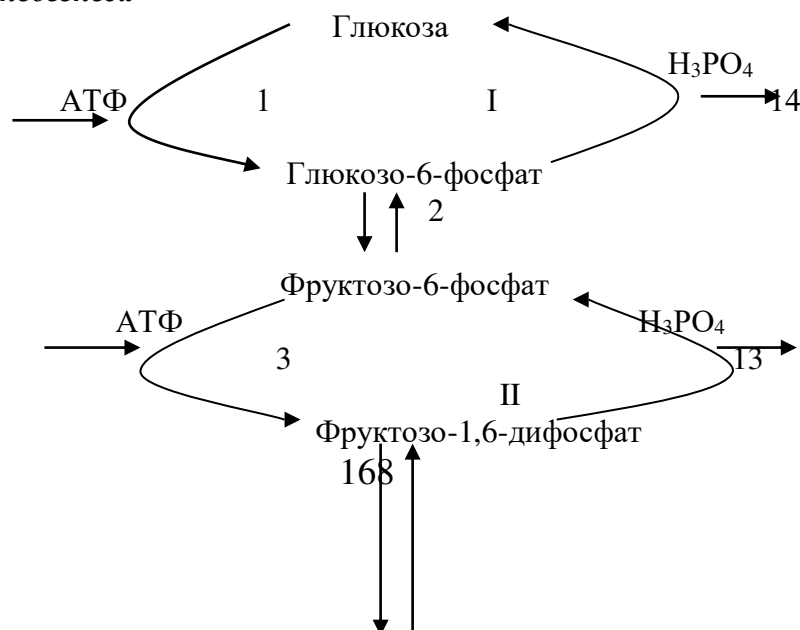 Глюкоза
H₃PO₄
АТФ 1 I 14
Глюкозо-6-фосфат
2
Фруктозо-6-фосфат
АТФ H₃PO₄
3 13
II
Фруктозо-1,6-дифосфат
168